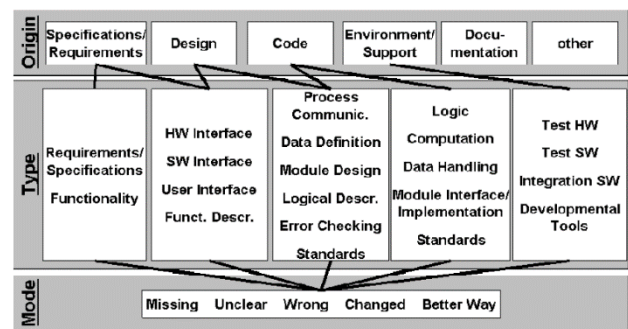 Origin
Specifications/
Requirements
Design
Code
Environment/
Support
Docu-
mentation
other
Type
Requirements/
Specifications
Functionality
HW Interface
SW Interface
User Interface
Funct. Descr.
Process
Communic.
Data Definition
Module Design
Logical Descr.
Error Checking
Standards
Logic
Computation
Data Handling
Module Interface/
Implementation
Standards
Test HW
Test SW
Integration SW
Developmental
Tools
Mode
Missing Unclear Wrong Changed Better Way